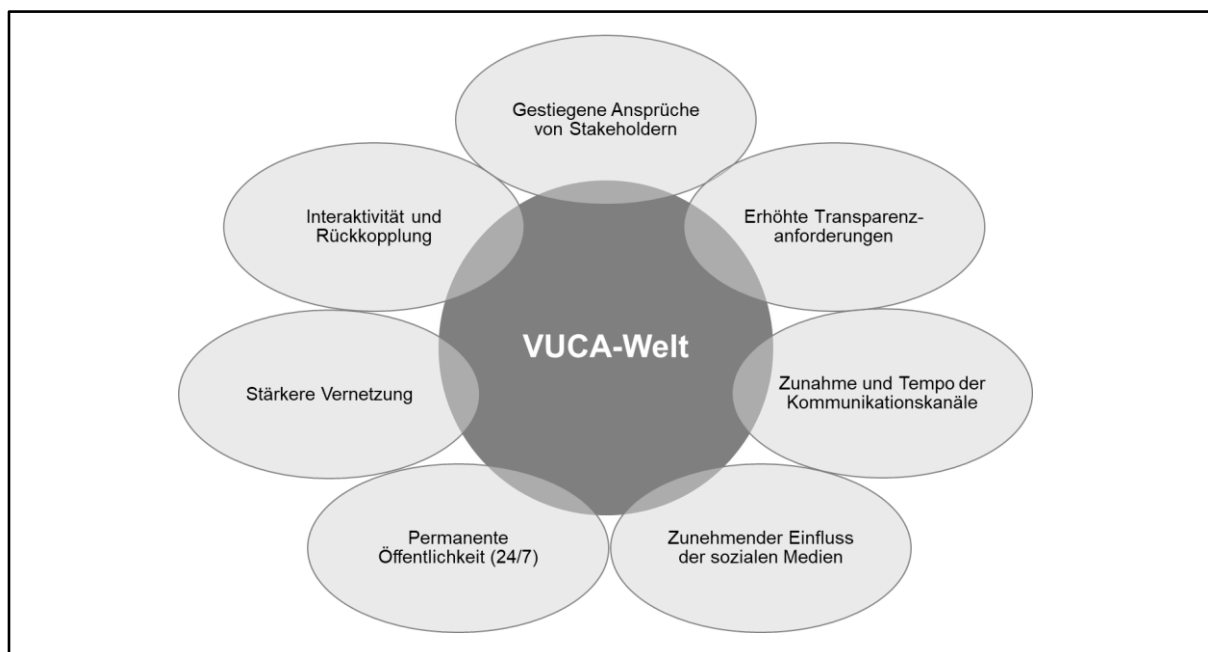 Gestiegene Ansprüche
von Stakeholdern
Erhöhte Transparenz-
anforderungen
Zunahme und Tempo der
Kommunikationskanäle
Zunehmender Einfluss
der sozialen Medien
Permanente
Öffentlichkeit (24/7)
Stärkere Vernetzung
Interaktivität und
Rückkopplung
VUCA-Welt